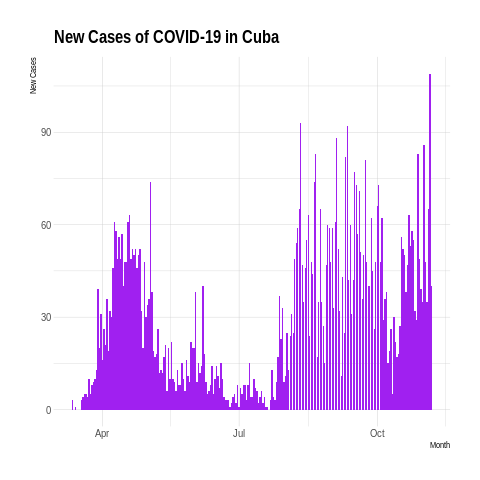 New Cases of COVID-19 in Cuba
New Cases
90
60
30
0
Apr
Jul
Oct
Month